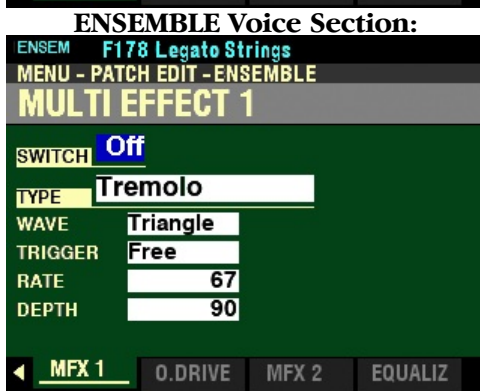 ENSEMBLE Voice Section:
ENSEM F178 Legato Strings
MENU - PATCH EDIT - ENSEMBLE
MULTI EFFECT 1
SWITCH Off
TYPE Tremolo
WAVE Triangle
TRIGGER Free
RATE 67
DEPTH 90
◀ MFX 1 O.DRIVE MFX 2 EQUALIZ